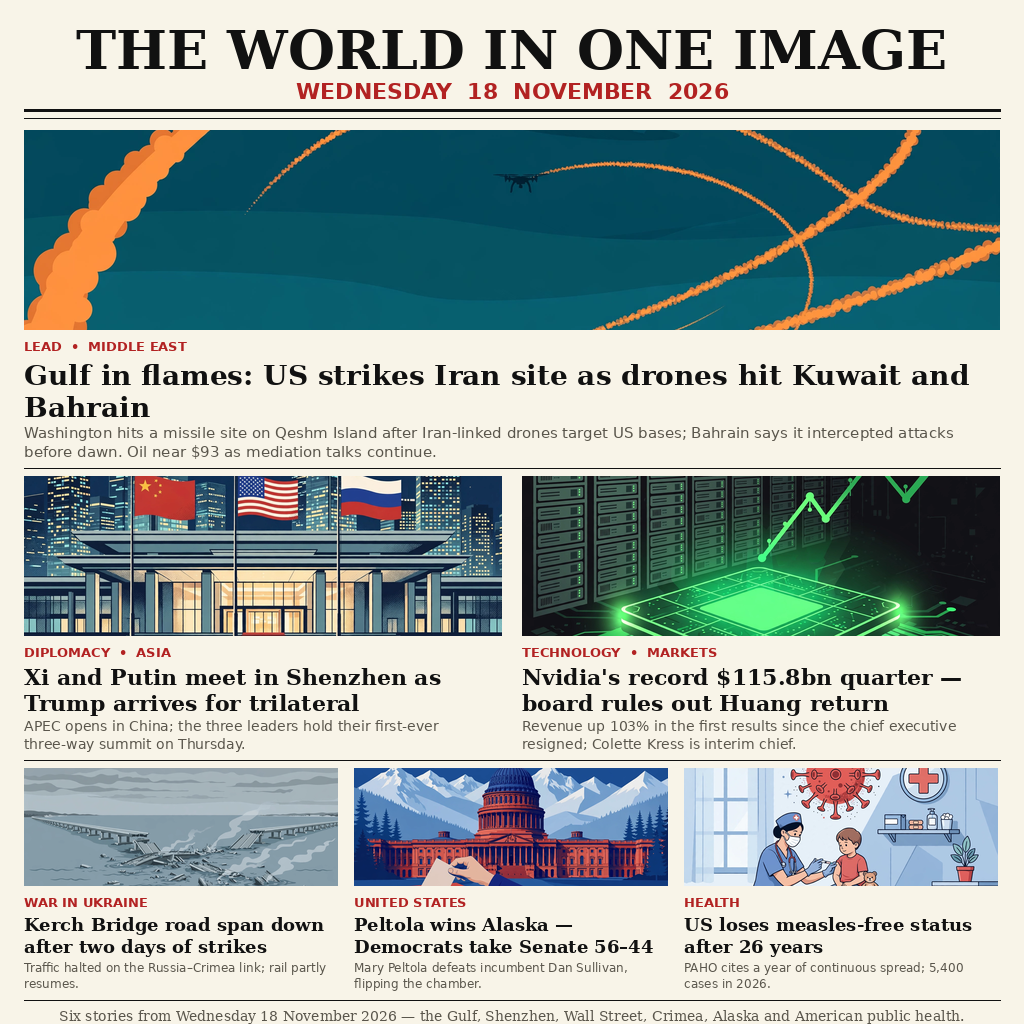 THE WORLD IN ONE IMAGE
WEDNESDAY 18 NOVEMBER 2026
LEAD • MIDDLE EAST
Gulf in flames: US strikes Iran site as drones hit Kuwait and
Bahrain
Washington hits a missile site on Qeshm Island after Iran-linked drones target US bases; Bahrain says it intercepted attacks
before dawn. Oil near $93 as mediation talks continue.
DIPLOMACY • ASIA
Xi and Putin meet in Shenzhen as
Trump arrives for trilateral
APEC opens in China; the three leaders hold their first-ever
three-way summit on Thursday.
TECHNOLOGY • MARKETS
Nvidia's record $115.8bn quarter —
board rules out Huang return
Revenue up 103% in the first results since the chief executive
resigned; Colette Kress is interim chief.
WAR IN UKRAINE
Kerch Bridge road span down
after two days of strikes
Traffic halted on the Russia–Crimea link; rail partly
resumes.
UNITED STATES
Peltola wins Alaska —
Democrats take Senate 56–44
Mary Peltola defeats incumbent Dan Sullivan,
flipping the chamber.
HEALTH
US loses measles-free status
after 26 years
PAHO cites a year of continuous spread; 5,400
cases in 2026.
Six stories from Wednesday 18 November 2026 — the Gulf, Shenzhen, Wall Street, Crimea, Alaska and American public health.